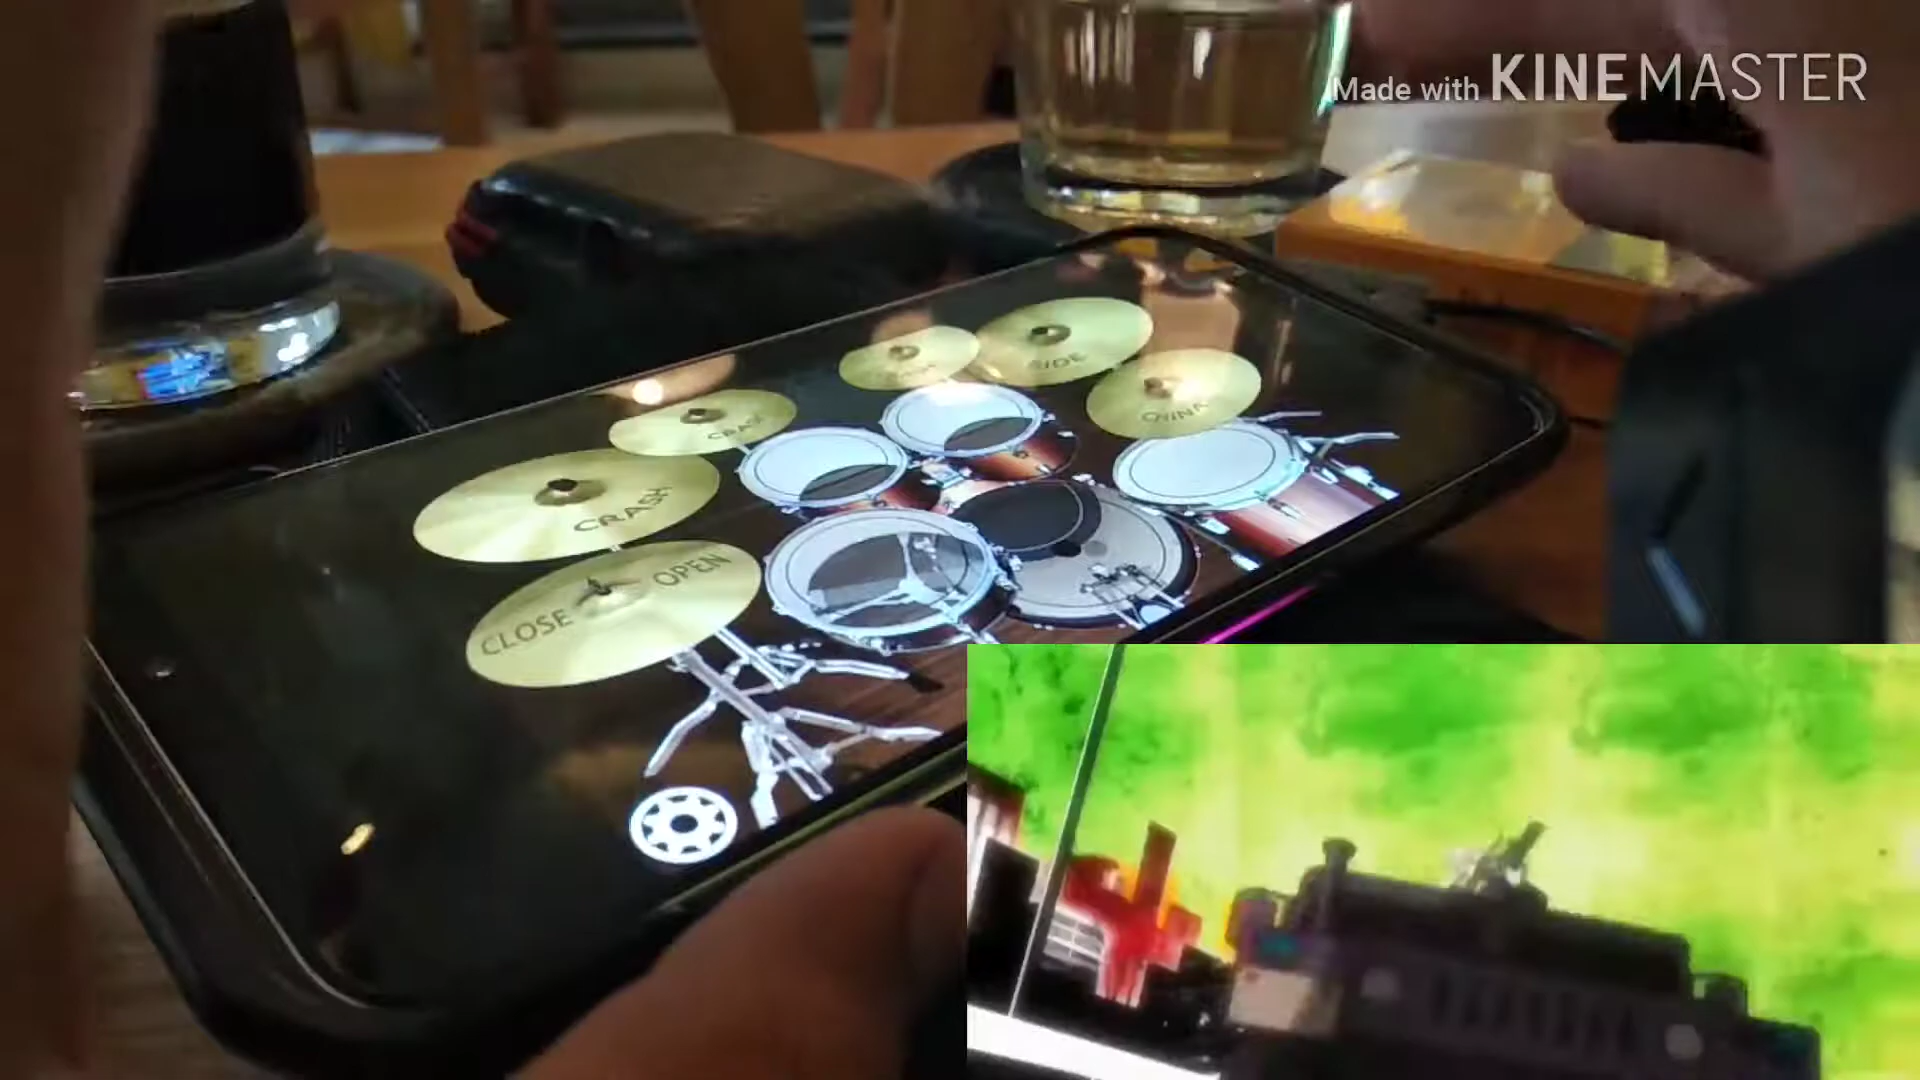 Made with KINEMASTER
SIDE
CRASH
CHINA
CRASH
CLOSE OPEN